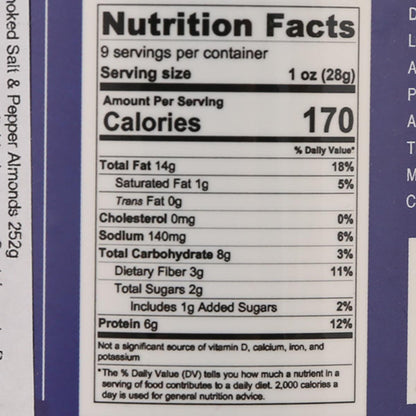 Nutrition Facts
9 servings per container
Serving size 1 oz (28g)
Amount Per Serving
Calories 170
% Daily Value*
Total Fat 14g 18%
Saturated Fat 1g 5%
Trans Fat 0g
Cholesterol 0mg 0%
Sodium 140mg 6%
Total Carbohydrate 8g 3%
Dietary Fiber 3g 11%
Total Sugars 2g
Includes 1g Added Sugars 2%
Protein 6g 12%
Not a significant source of vitamin D, calcium, iron, and
potassium
*The % Daily Value (DV) tells you how much a nutrient in a
serving of food contributes to a daily diet. 2,000 calories a
day is used for general nutrition advice.
Salt & Pepper Almonds 252g
D
L
A
P
A
T
M
C